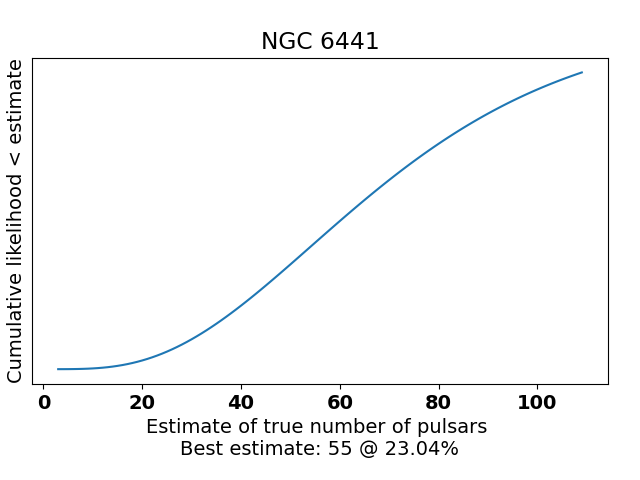 NGC 6441
Cumulative likelihood < estimate
0 20 40 60 80 100
Estimate of true number of pulsars
Best estimate: 55 @ 23.04%